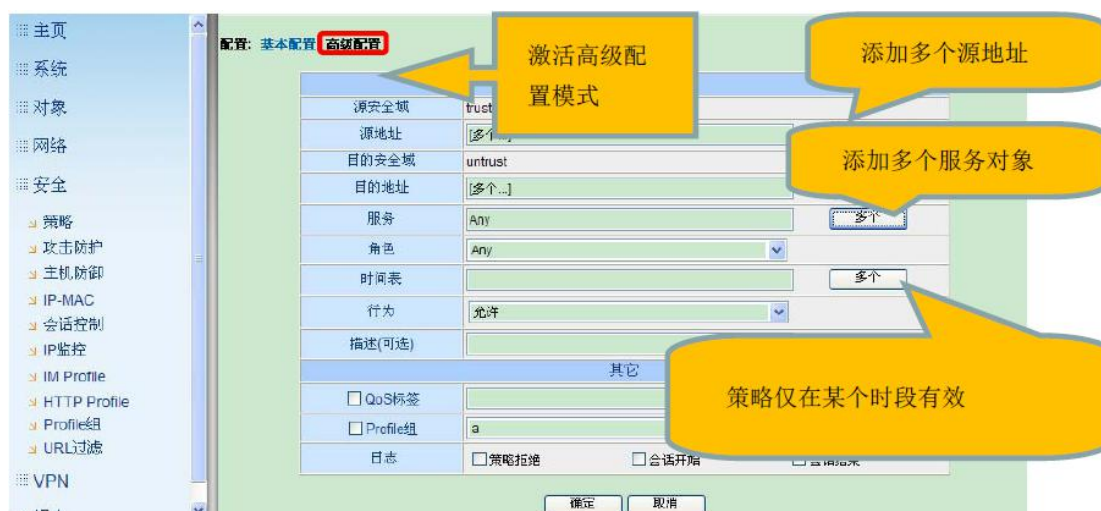 主页
系统
对象
网络
安全
策略
攻击防护
主机防御
IP-MAC
会话控制
IP监控
IM Profile
HTTP Profile
Profile组
URL过滤
VPN
配置: 基本配置 高级配置
激活高级配
置模式
添加多个源地址
添加多个服务对象
策略仅在某个时段有效
源安全域 trust
源地址 [多个...]
目的安全域 untrust
目的地址 [多个...]
服务 Any 多个
角色 Any
时间表 多个
行为 允许
描述(可选)
其它
QoS标签
Profile组 a
日志 策略拒绝 会话开始 会话结束
确定 取消